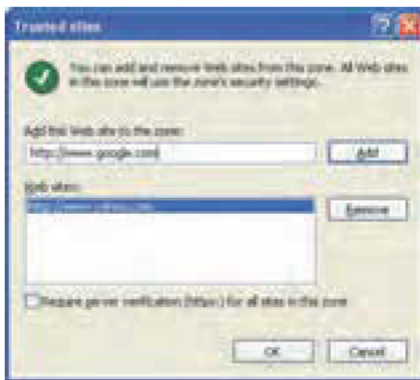 Trusted sites
You can add and remove Web sites from this zone. All Web sites
in this zone will use the zone's security settings.
Add this Web site to the zone:
http://www.google.com
Add
Web sites:
Remove
Require server verification (https:) for all sites in this zone
OK
Cancel